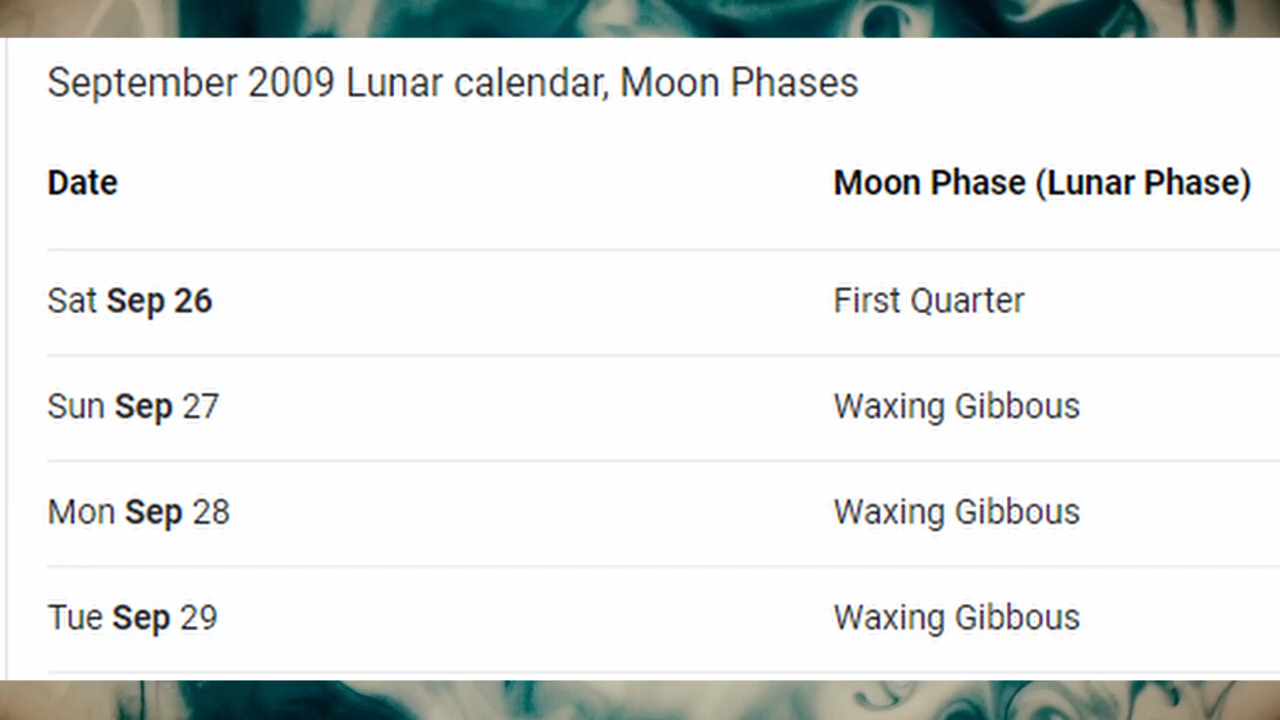 September 2009 Lunar calendar, Moon Phases
Date Moon Phase (Lunar Phase)
Sat Sep 26 First Quarter
Sun Sep 27 Waxing Gibbous
Mon Sep 28 Waxing Gibbous
Tue Sep 29 Waxing Gibbous